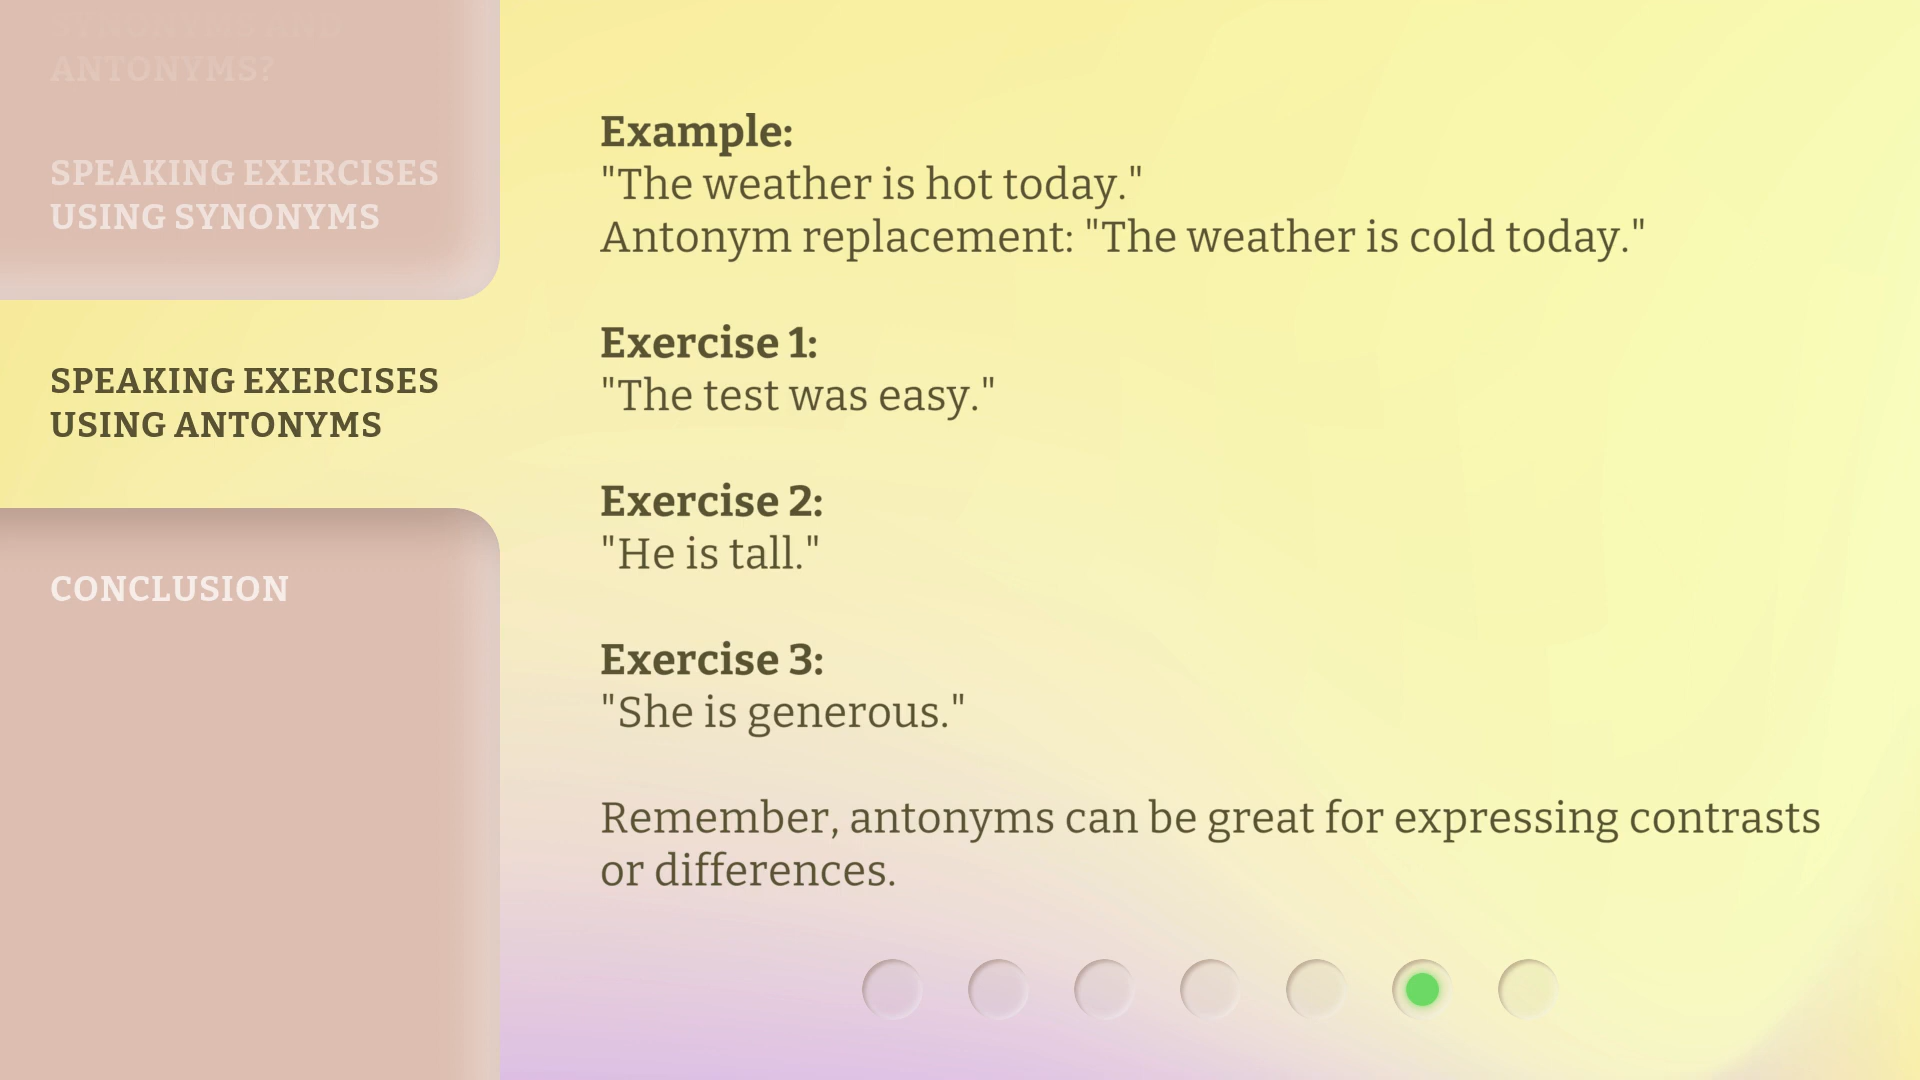 SYNONYMS AND
ANTONYMS?
SPEAKING EXERCISES
USING SYNONYMS
SPEAKING EXERCISES
USING ANTONYMS
CONCLUSION
Example:
"The weather is hot today."
Antonym replacement: "The weather is cold today."
Exercise 1:
"The test was easy."
Exercise 2:
"He is tall."
Exercise 3:
"She is generous."
Remember, antonyms can be great for expressing contrasts
or differences.